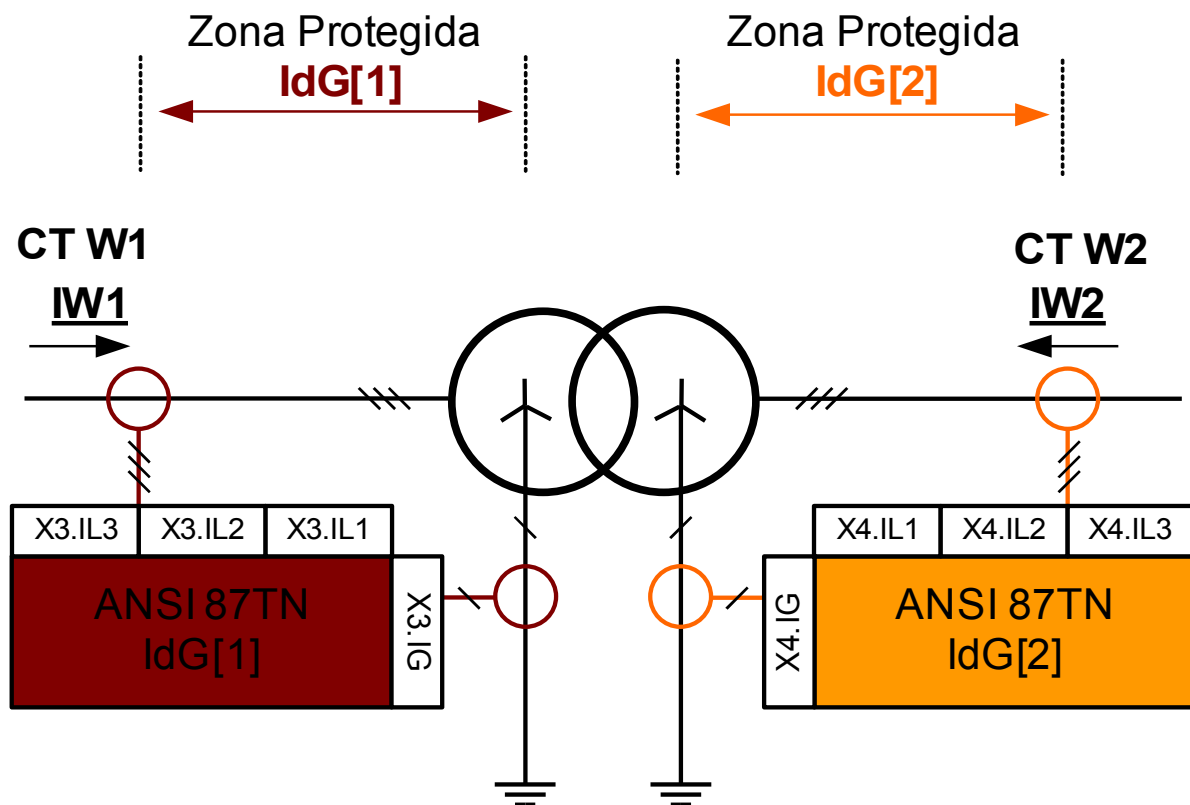 Zona Protegida
IdG[1]
Zona Protegida
IdG[2]
CT W1
IW1
CT W2
IW2
X3.IL3 X3.IL2 X3.IL1
X4.IL1 X4.IL2 X4.IL3
ANSI 87TN
IdG[1]
X3.IG
X4.IG
ANSI 87TN
IdG[2]